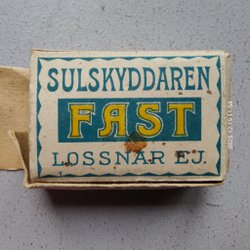 SULSKYDDAREN
FAST
LOSSNAR EJ.